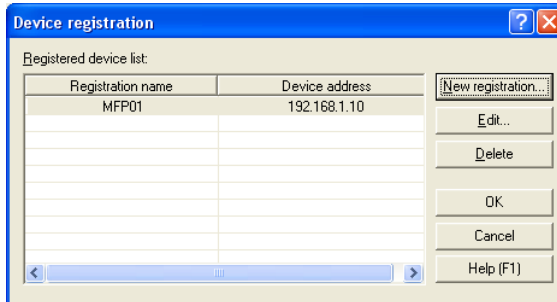 Device registration
Registered device list:
Registration name Device address
MFP01 192.168.1.10
New registration...
Edit...
Delete
OK
Cancel
Help (F1)